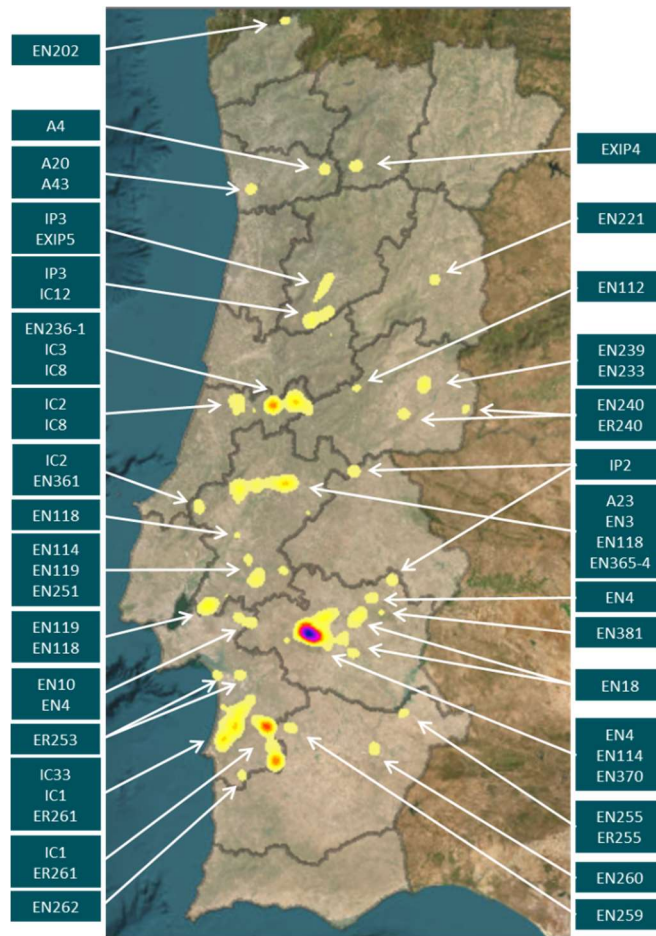 EN202
A4
A20
A43
IP3
EXIP5
IP3
IC12
EN236-1
IC3
IC8
IC2
IC8
IC2
EN361
EN118
EN114
EN119
EN251
EN119
EN118
EN10
EN4
ER253
IC33
IC1
ER261
IC1
ER261
EN262
EXIP4
EN221
EN112
EN239
EN233
EN240
ER240
IP2
A23
EN3
EN118
EN365-4
EN4
EN381
EN18
EN4
EN114
EN370
EN255
ER255
EN260
EN259